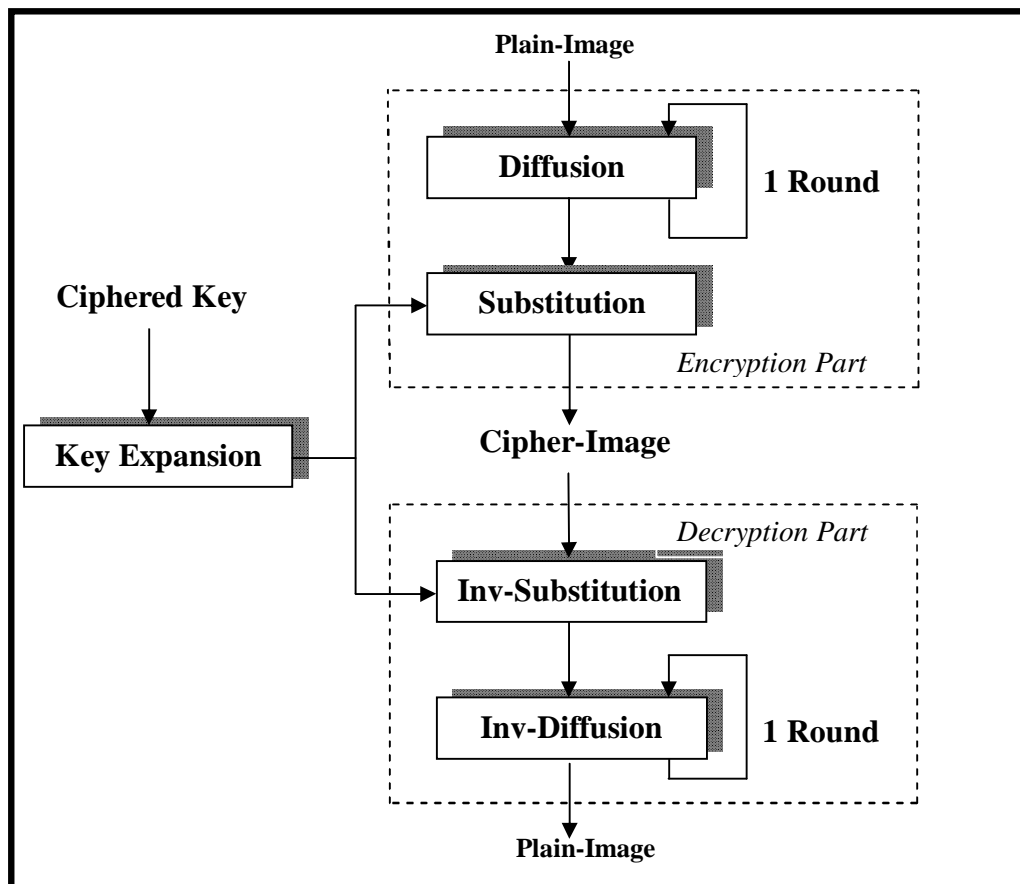 Plain-Image
Diffusion
1 Round
Ciphered Key
Substitution
Encryption Part
Key Expansion
Cipher-Image
Decryption Part
Inv-Substitution
Inv-Diffusion
1 Round
Plain-Image